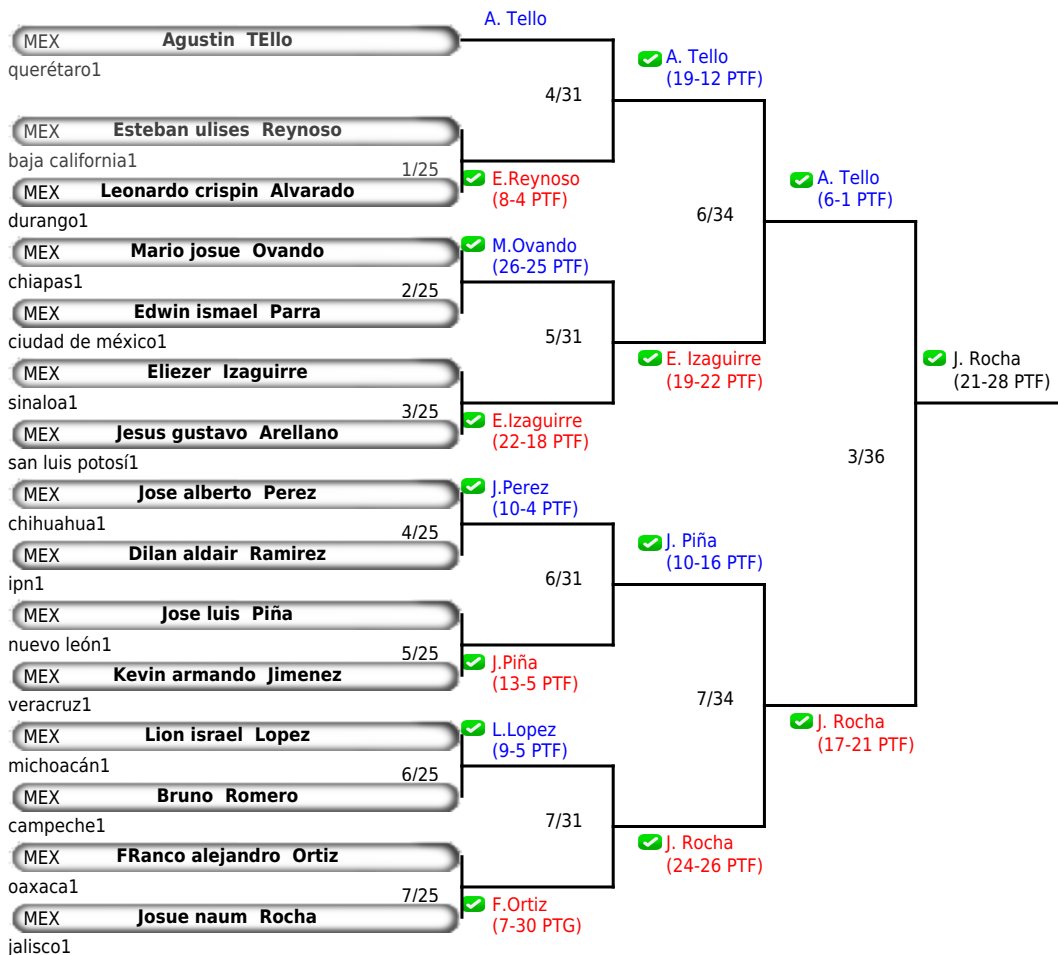 A. Tello
MEX Agustin TEllo
querétaro1
A. Tello
(19-12 PTF)
4/31
MEX Esteban ulises Reynoso
baja california1
1/25
E.Reynoso
(8-4 PTF)
MEX Leonardo crispin Alvarado
durango1
A. Tello
(6-1 PTF)
6/34
MEX Mario josue Ovando
chiapas1
M.Ovando
(26-25 PTF)
2/25
MEX Edwin ismael Parra
ciudad de méxico1
5/31
E. Izaguirre
(19-22 PTF)
MEX Eliezer Izaguirre
sinaloa1
3/25
E.Izaguirre
(22-18 PTF)
MEX Jesus gustavo Arellano
san luis potosí1
J. Rocha
(21-28 PTF)
3/36
MEX Jose alberto Perez
chihuahua1
J.Perez
(10-4 PTF)
4/25
MEX Dilan aldair Ramirez
ipn1
J. Piña
(10-16 PTF)
6/31
MEX Jose luis Piña
nuevo león1
5/25
J.Piña
(13-5 PTF)
MEX Kevin armando Jimenez
veracruz1
7/34
J. Rocha
(17-21 PTF)
MEX Lion israel Lopez
michoacán1
L.Lopez
(9-5 PTF)
6/25
MEX Bruno Romero
campeche1
7/31
J. Rocha
(24-26 PTF)
MEX FRanco alejandro Ortiz
oaxaca1
7/25
F.Ortiz
(7-30 PTG)
MEX Josue naum Rocha
jalisco1